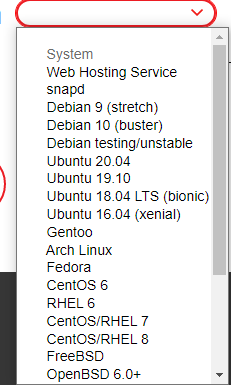 System
Web Hosting Service
snapd
Debian 9 (stretch)
Debian 10 (buster)
Debian testing/unstable
Ubuntu 20.04
Ubuntu 19.10
Ubuntu 18.04 LTS (bionic)
Ubuntu 16.04 (xenial)
Gentoo
Arch Linux
Fedora
CentOS 6
RHEL 6
CentOS/RHEL 7
CentOS/RHEL 8
FreeBSD
OpenBSD 6.0+